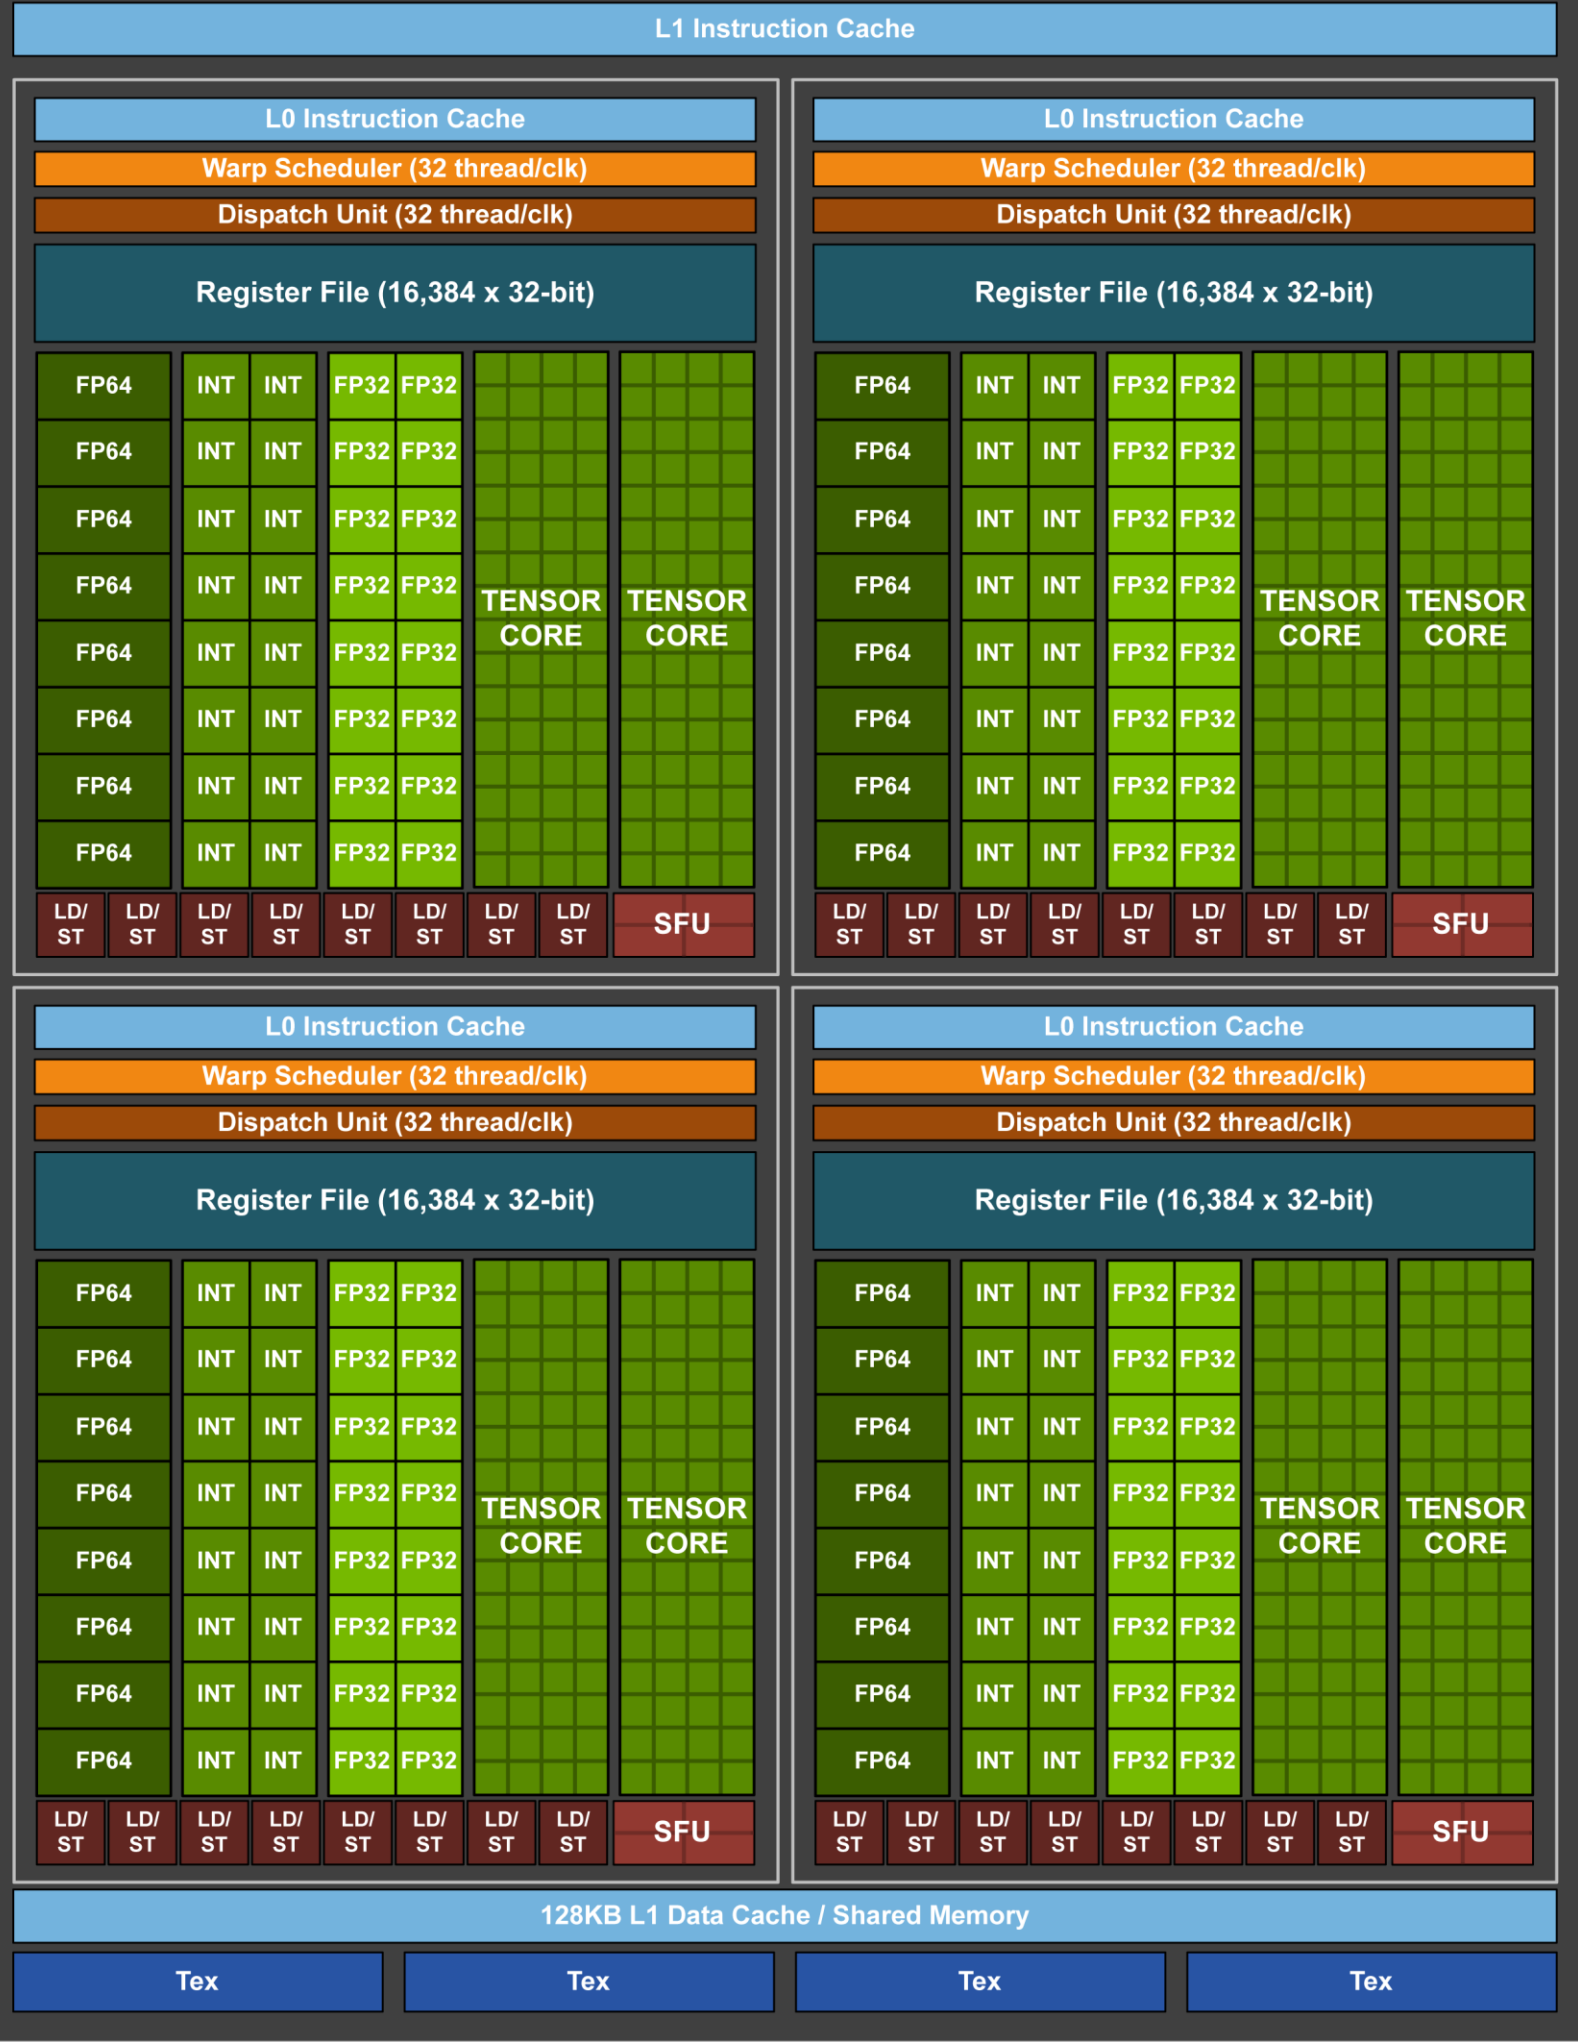 L1 Instruction Cache
L0 Instruction Cache
Warp Scheduler (32 thread/clk)
Dispatch Unit (32 thread/clk)
Register File (16,384 x 32-bit)
FP64 INT INT FP32 FP32
FP64 INT INT FP32 FP32
FP64 INT INT FP32 FP32
FP64 INT INT FP32 FP32
FP64 INT INT FP32 FP32
FP64 INT INT FP32 FP32
FP64 INT INT FP32 FP32
FP64 INT INT FP32 FP32
TENSOR
CORE
TENSOR
CORE
LD/ LD/ LD/ LD/ LD/ LD/ LD/ LD/
ST ST ST ST ST ST ST ST
SFU
L0 Instruction Cache
Warp Scheduler (32 thread/clk)
Dispatch Unit (32 thread/clk)
Register File (16,384 x 32-bit)
FP64 INT INT FP32 FP32
FP64 INT INT FP32 FP32
FP64 INT INT FP32 FP32
FP64 INT INT FP32 FP32
FP64 INT INT FP32 FP32
FP64 INT INT FP32 FP32
FP64 INT INT FP32 FP32
FP64 INT INT FP32 FP32
TENSOR
CORE
TENSOR
CORE
LD/ LD/ LD/ LD/ LD/ LD/ LD/ LD/
ST ST ST ST ST ST ST ST
SFU
L0 Instruction Cache
Warp Scheduler (32 thread/clk)
Dispatch Unit (32 thread/clk)
Register File (16,384 x 32-bit)
FP64 INT INT FP32 FP32
FP64 INT INT FP32 FP32
FP64 INT INT FP32 FP32
FP64 INT INT FP32 FP32
FP64 INT INT FP32 FP32
FP64 INT INT FP32 FP32
FP64 INT INT FP32 FP32
FP64 INT INT FP32 FP32
TENSOR
CORE
TENSOR
CORE
LD/ LD/ LD/ LD/ LD/ LD/ LD/ LD/
ST ST ST ST ST ST ST ST
SFU
L0 Instruction Cache
Warp Scheduler (32 thread/clk)
Dispatch Unit (32 thread/clk)
Register File (16,384 x 32-bit)
FP64 INT INT FP32 FP32
FP64 INT INT FP32 FP32
FP64 INT INT FP32 FP32
FP64 INT INT FP32 FP32
FP64 INT INT FP32 FP32
FP64 INT INT FP32 FP32
FP64 INT INT FP32 FP32
FP64 INT INT FP32 FP32
TENSOR
CORE
TENSOR
CORE
LD/ LD/ LD/ LD/ LD/ LD/ LD/ LD/
ST ST ST ST ST ST ST ST
SFU
128KB L1 Data Cache / Shared Memory
Tex Tex Tex Tex